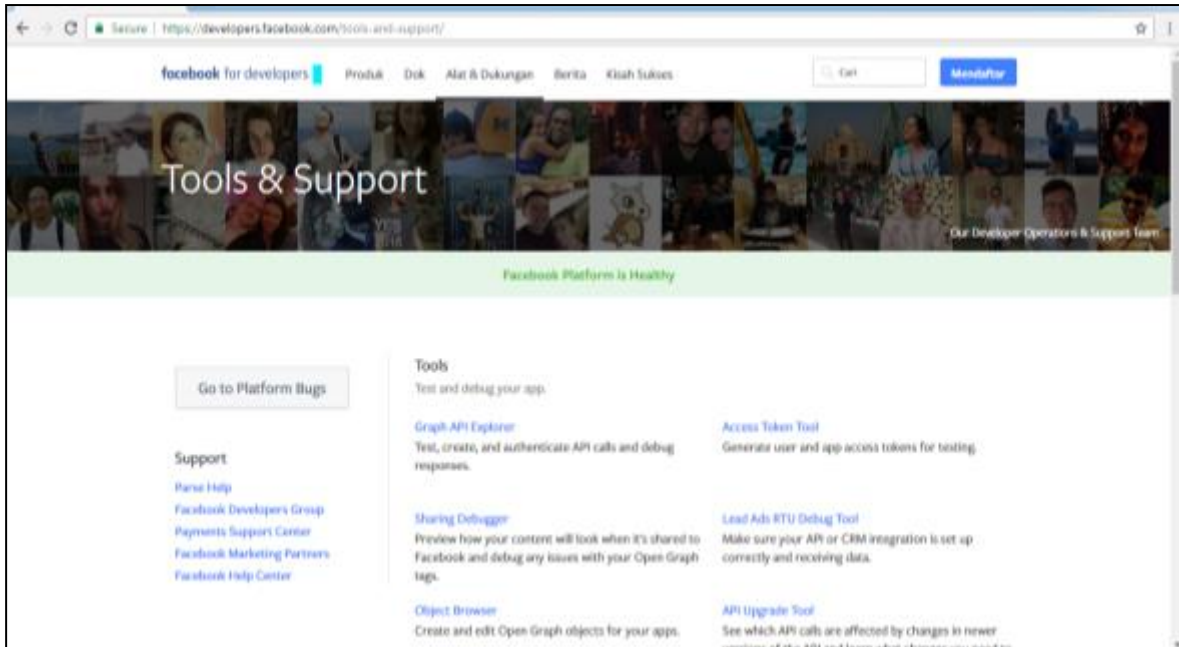 Secure | https://developers.facebook.com/tools-and-support/
facebook for developers Produk Dok Alat & Dukungan Berita Kisah Sukses Cari Mendaftar
Tools & Support
Our Developer Operations & Support Team
Facebook Platform is Healthy
Go to Platform Bugs
Support
Parse Help
Facebook Developers Group
Payments Support Center
Facebook Marketing Partners
Facebook Help Center
Tools
Test and debug your app.
Graph API Explorer
Test, create, and authenticate API calls and debug
responses.
Access Token Tool
Generate user and app access tokens for testing.
Sharing Debugger
Preview how your content will look when it's shared to
Facebook and debug any issues with your Open Graph
tags.
Lead Ads RTU Debug Tool
Make sure your API or CRM integration is set up
correctly and receiving data.
Object Browser
Create and edit Open Graph objects for your apps.
API Upgrade Tool
See which API calls are affected by changes in newer